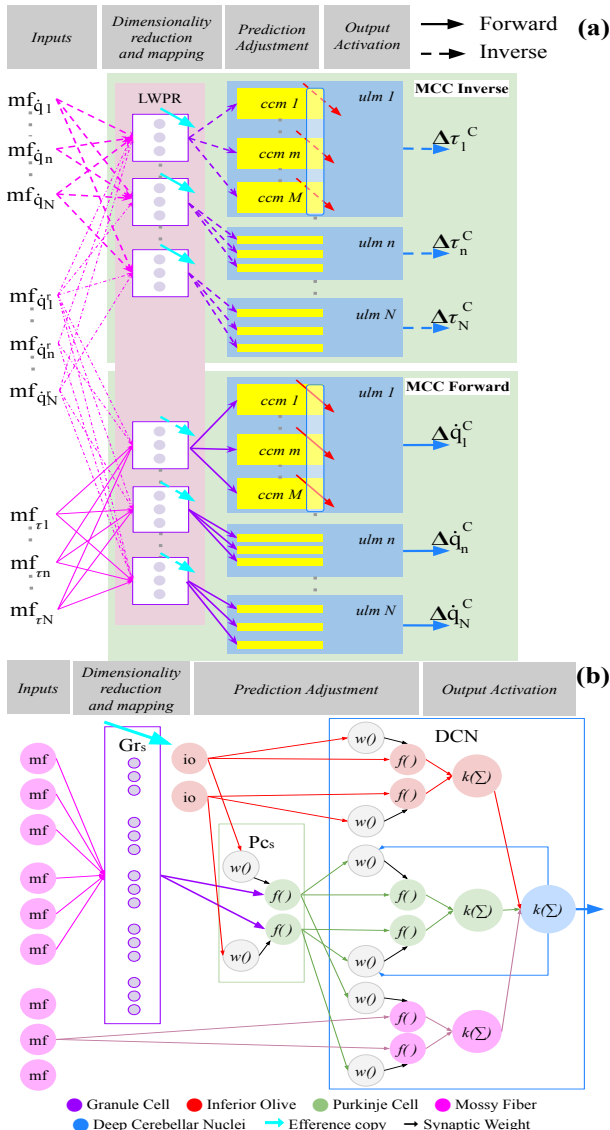 Inputs
Dimensionality
reduction
and mapping
Prediction
Adjustment
Output
Activation
Forward
Inverse
(a)
LWPR
MCC Inverse
ulm 1
ccm 1
ccm m
ccm M
ulm n
ulm N
mf q̇1
mf q̇n
mf q̇N
mf q̇1^r
mf q̇n^r
mf q̇N^r
Δτ1^C
Δτn^C
ΔτN^C
MCC Forward
ulm 1
ccm 1
ccm m
ccm M
ulm n
ulm N
mf τ1
mf τn
mf τN
Δq̇1^C
Δq̇n^C
Δq̇N^C
Inputs
Dimensionality
reduction
and mapping
Prediction Adjustment
Output Activation
(b)
Grs
DCN
Pcs
mf
mf
mf
mf
mf
mf
mf
mf
mf
io
io
w()
f()
f()
w()
k(∑)
w()
f()
f()
w()
w()
f()
f()
w()
k(∑)
k(∑)
w()
f()
f()
w()
k(∑)
Granule Cell
Inferior Olive
Purkinje Cell
Mossy Fiber
Deep Cerebellar Nuclei
Efference copy
Synaptic Weight